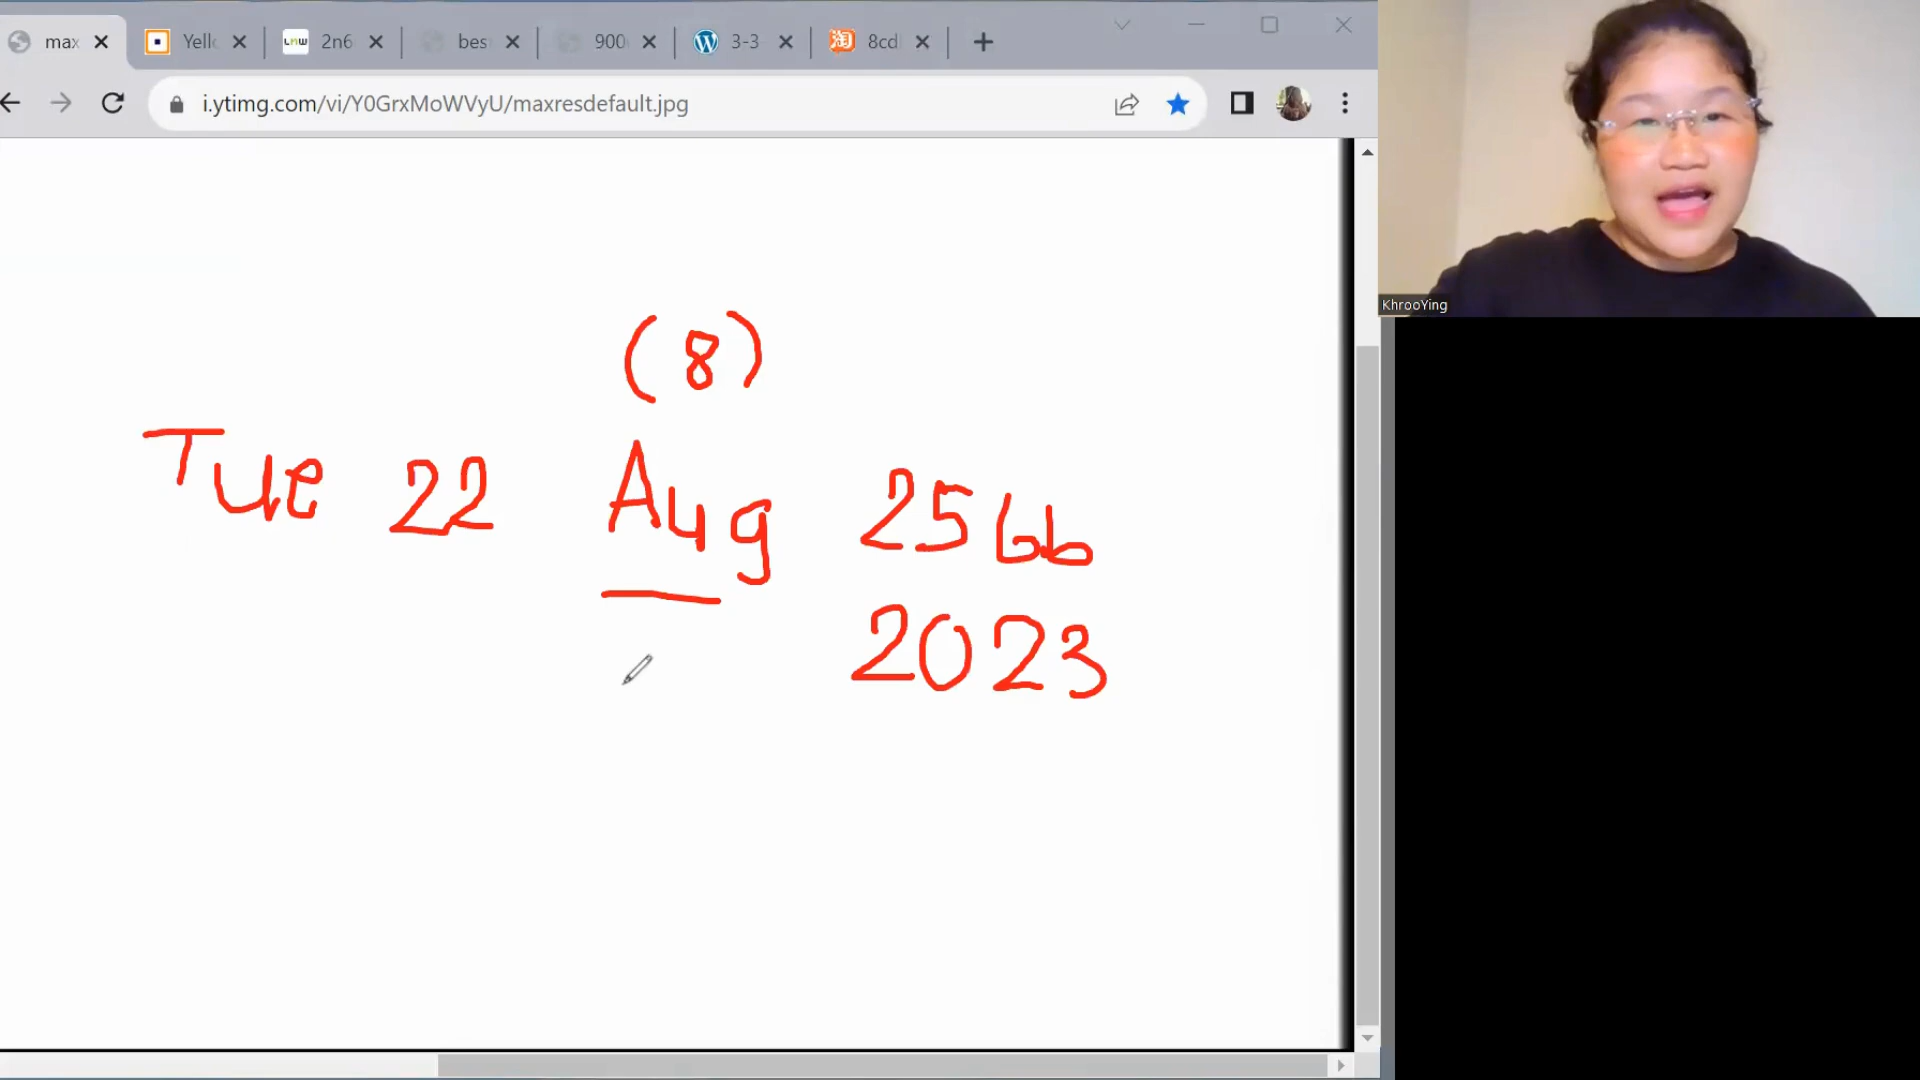 max Yell 2n6 bes 900 3-3 8cd
i.ytimg.com/vi/Y0GrxMoWVyU/maxresdefault.jpg
KhrooYing
(8)
Tue 22 Aug 2566
2023